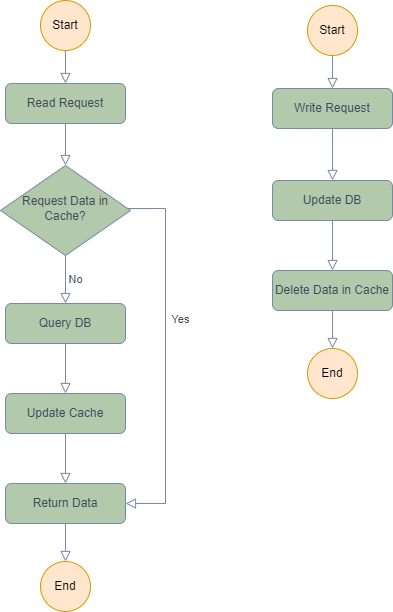 Start
Read Request
Request Data in
Cache?
No
Yes
Query DB
Update Cache
Return Data
End
Start
Write Request
Update DB
Delete Data in Cache
End